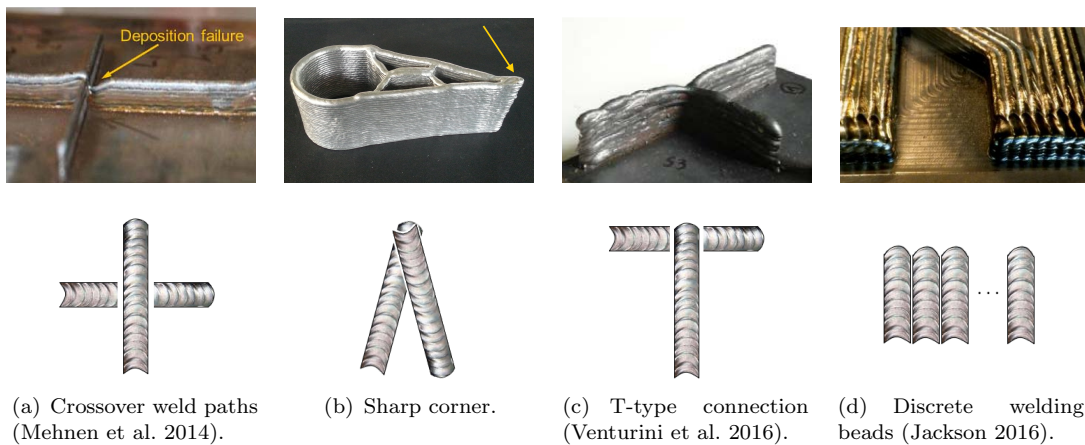 Deposition failure
S3
A
...
(a) Crossover weld paths
(Mehnen et al. 2014).
(b) Sharp corner.
(c) T-type connection
(Venturini et al. 2016).
(d) Discrete welding
beads (Jackson 2016).